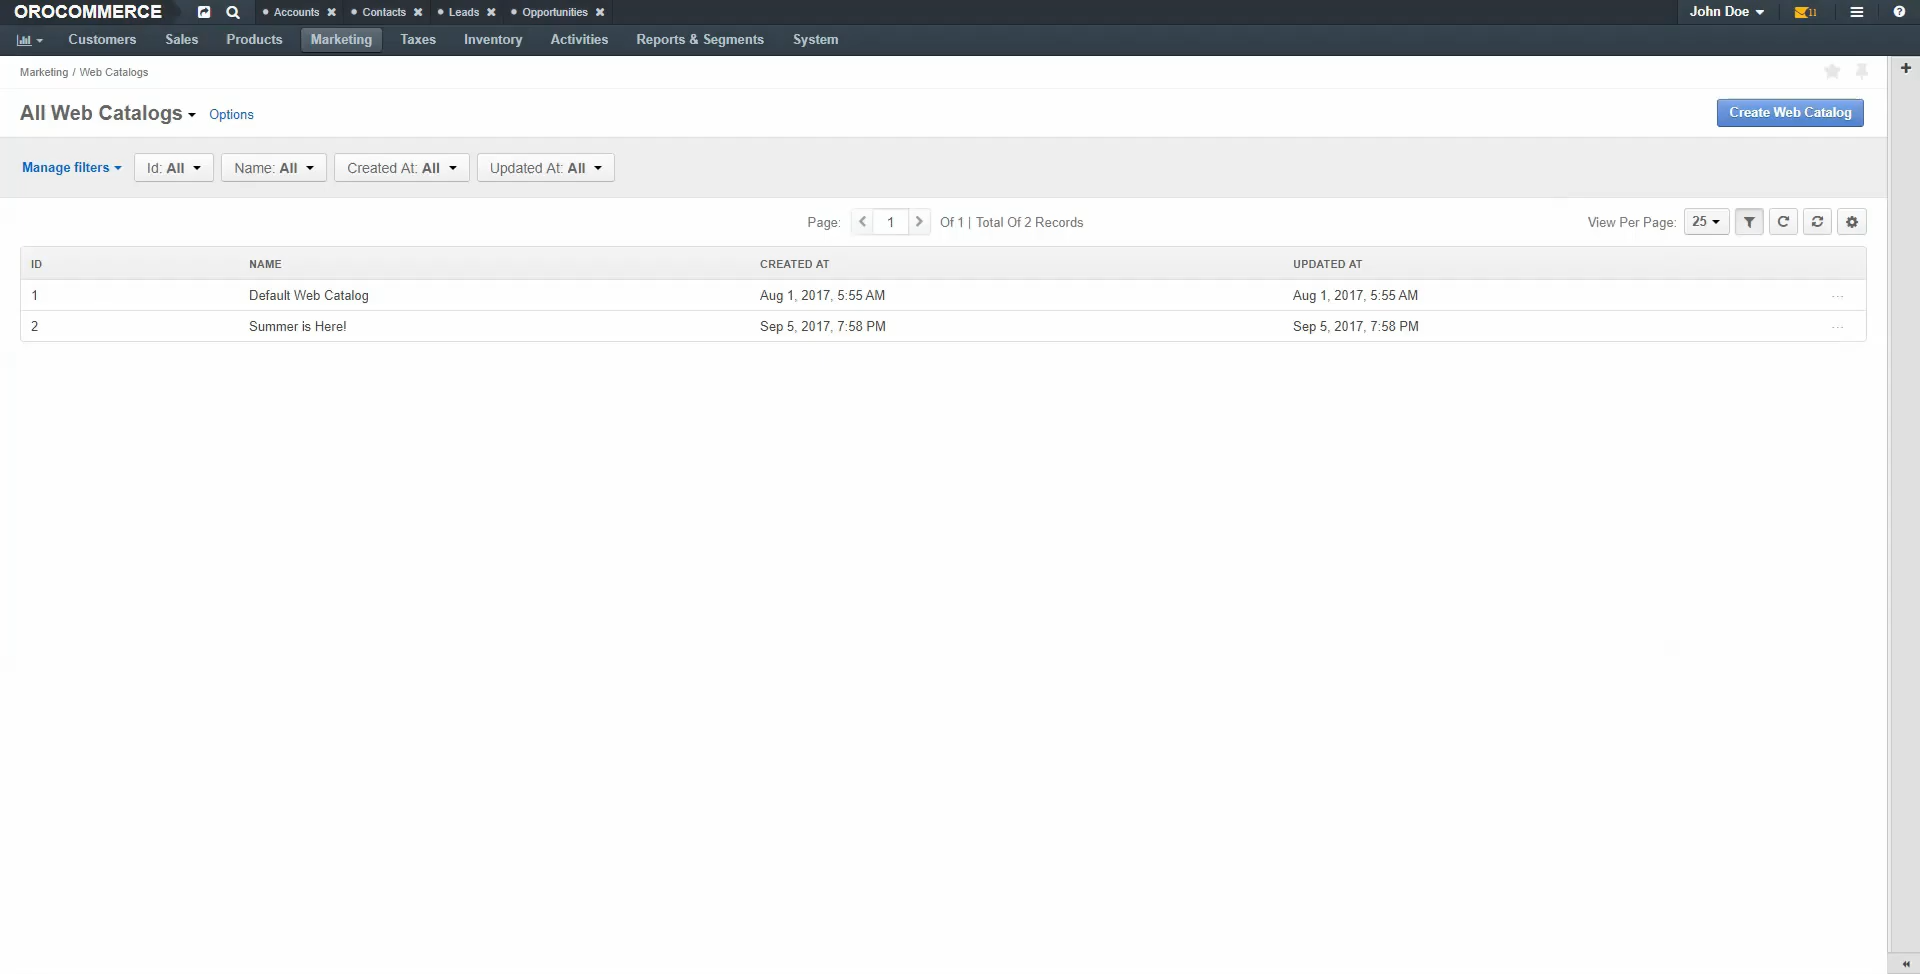 OROCOMMERCE Accounts Contacts Leads Opportunities John Doe 11
Customers Sales Products Marketing Taxes Inventory Activities Reports & Segments System
Marketing / Web Catalogs
All Web Catalogs Options Create Web Catalog
Manage filters Id: All Name: All Created At: All Updated At: All
Page: 1 Of 1 | Total Of 2 Records View Per Page: 25
ID NAME CREATED AT UPDATED AT
1 Default Web Catalog Aug 1, 2017, 5:55 AM Aug 1, 2017, 5:55 AM ...
2 Summer is Here! Sep 5, 2017, 7:58 PM Sep 5, 2017, 7:58 PM ...